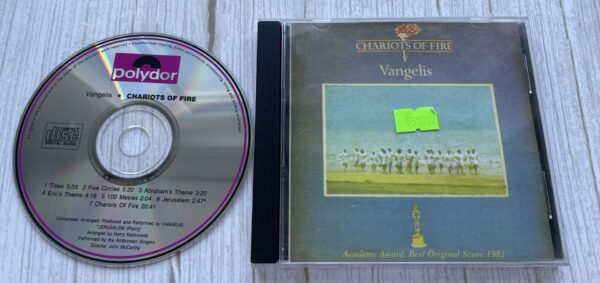 polydor
Vangelis • CHARIOTS OF FIRE
COMPACT
disc
DIGITAL AUDIO
1 Titles 3:33 2 Five Circles 5:20 3 Abraham's Theme 3:20
4 Eric's Theme 4:18 5 100 Metres 2:04 6 Jerusalem 2:47*
7 Chariots Of Fire 20:41
Composed, Arranged, Produced and Performed by VANGELIS
*JERUSALEM (Parry)
Arranged by Harry Rabinowitz
Performed by the Ambrosian Singers
Director John McCarthy
CHARIOTS OF FIRE
Vangelis
Academy Award, Best Original Score 1981